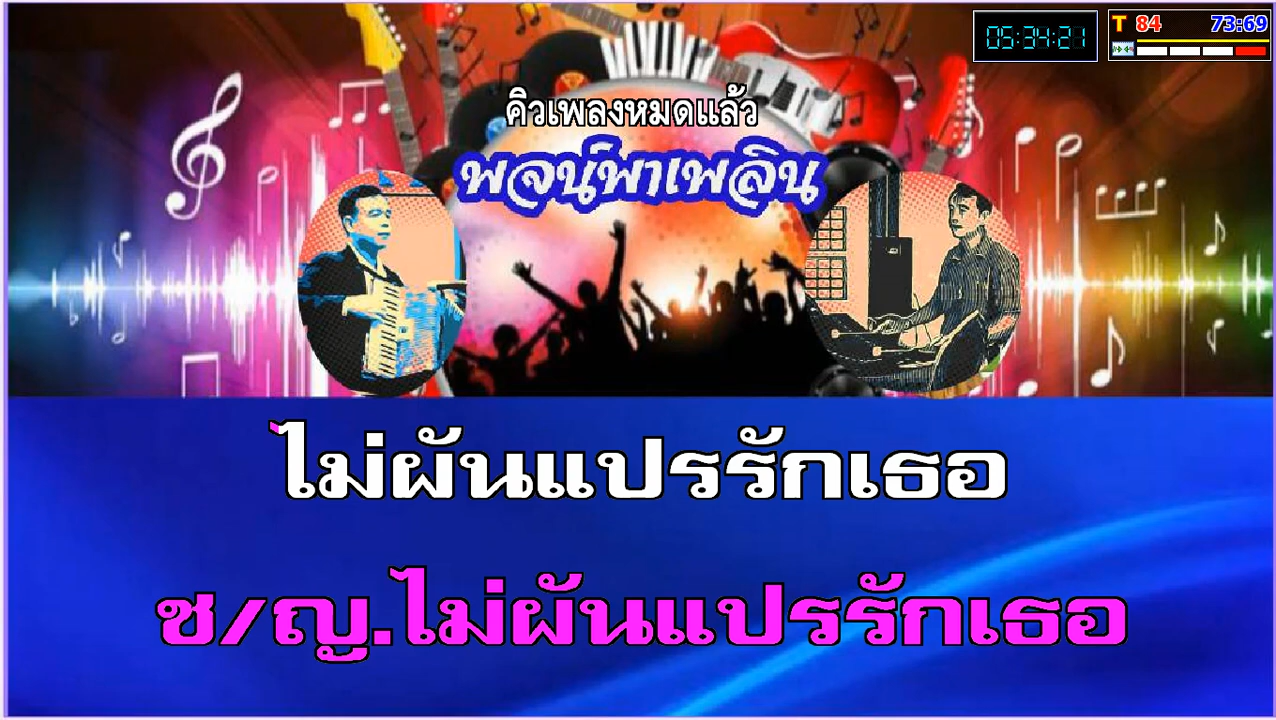 05:34:21
T 84 73:69
คิวเพลงหมดแล้ว
พจน์พาเพลิน
ไม่ผันแปรรักเธอ
ช/ญ.ไม่ผันแปรรักเธอ